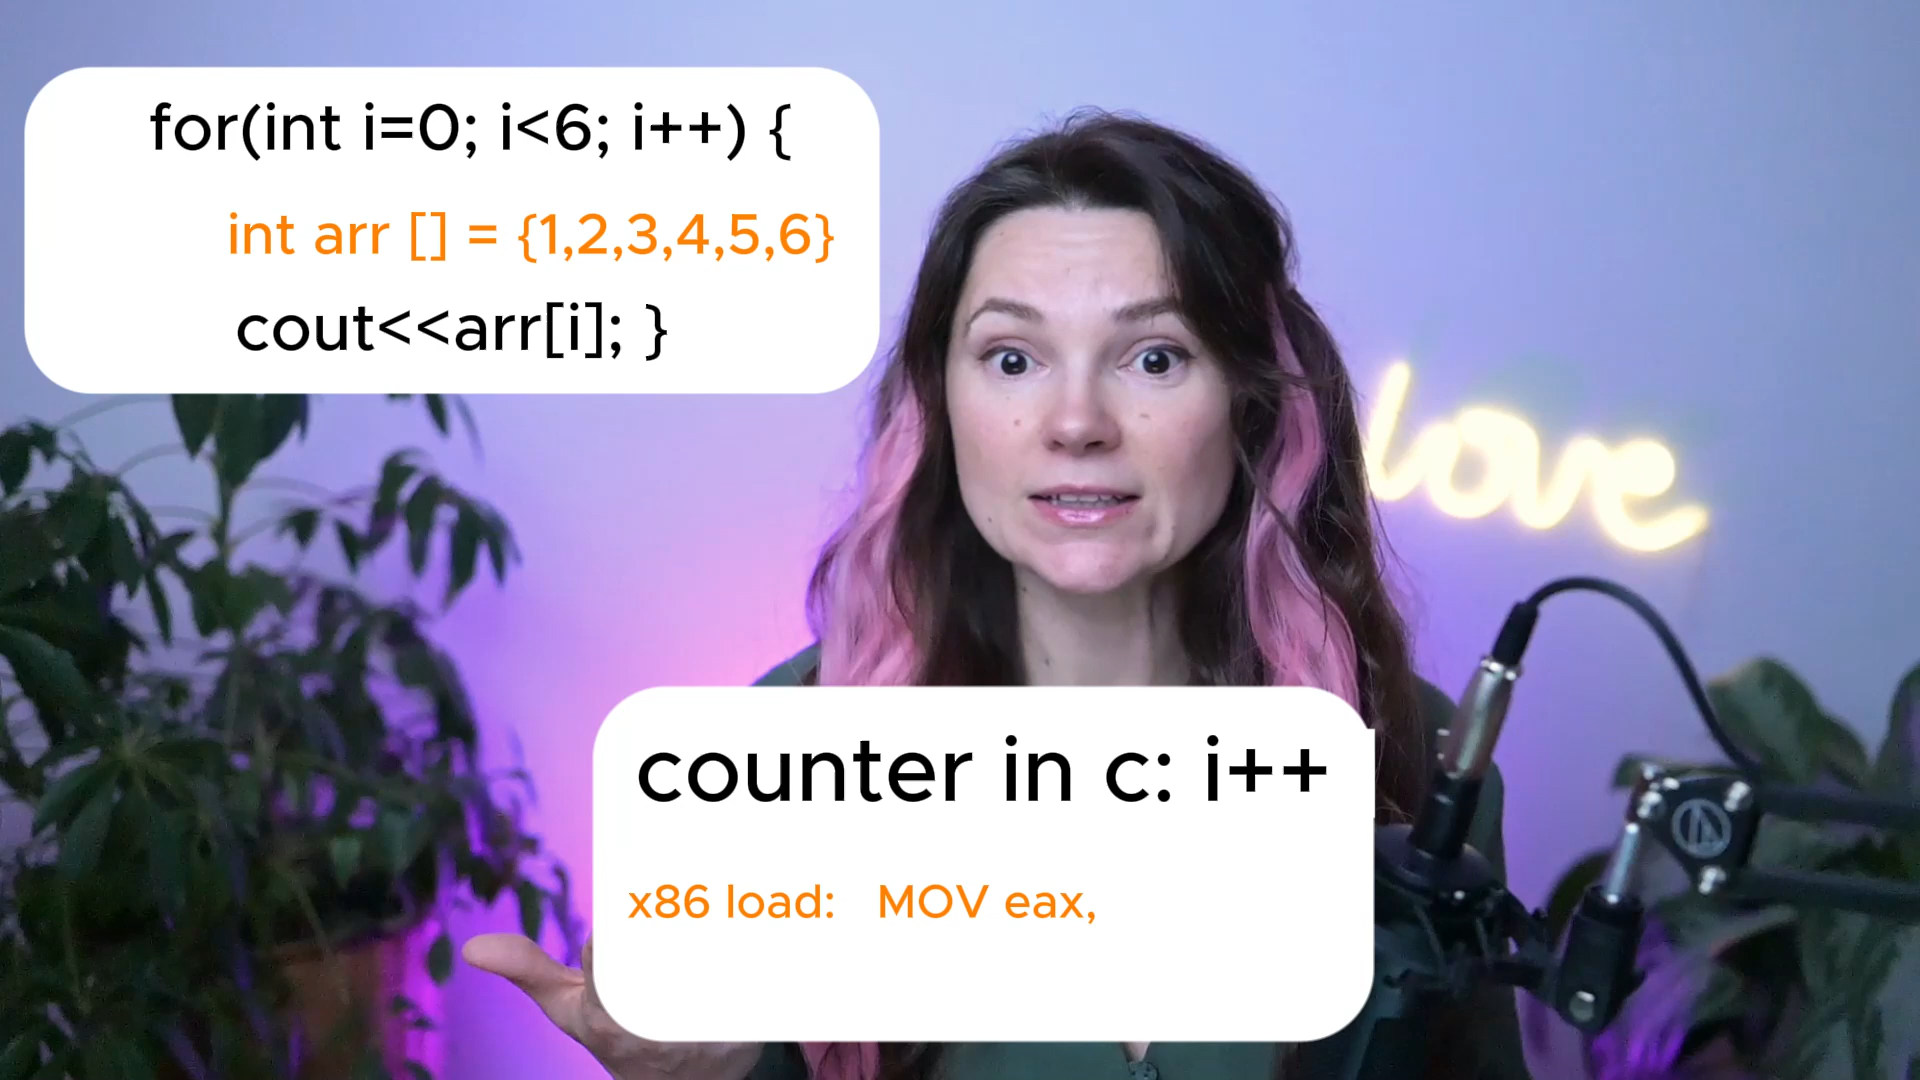 for(int i=0; i<6; i++) {
int arr [] = {1,2,3,4,5,6}
cout<<arr[i]; }
love
counter in c: i++
x86 load: MOV eax,